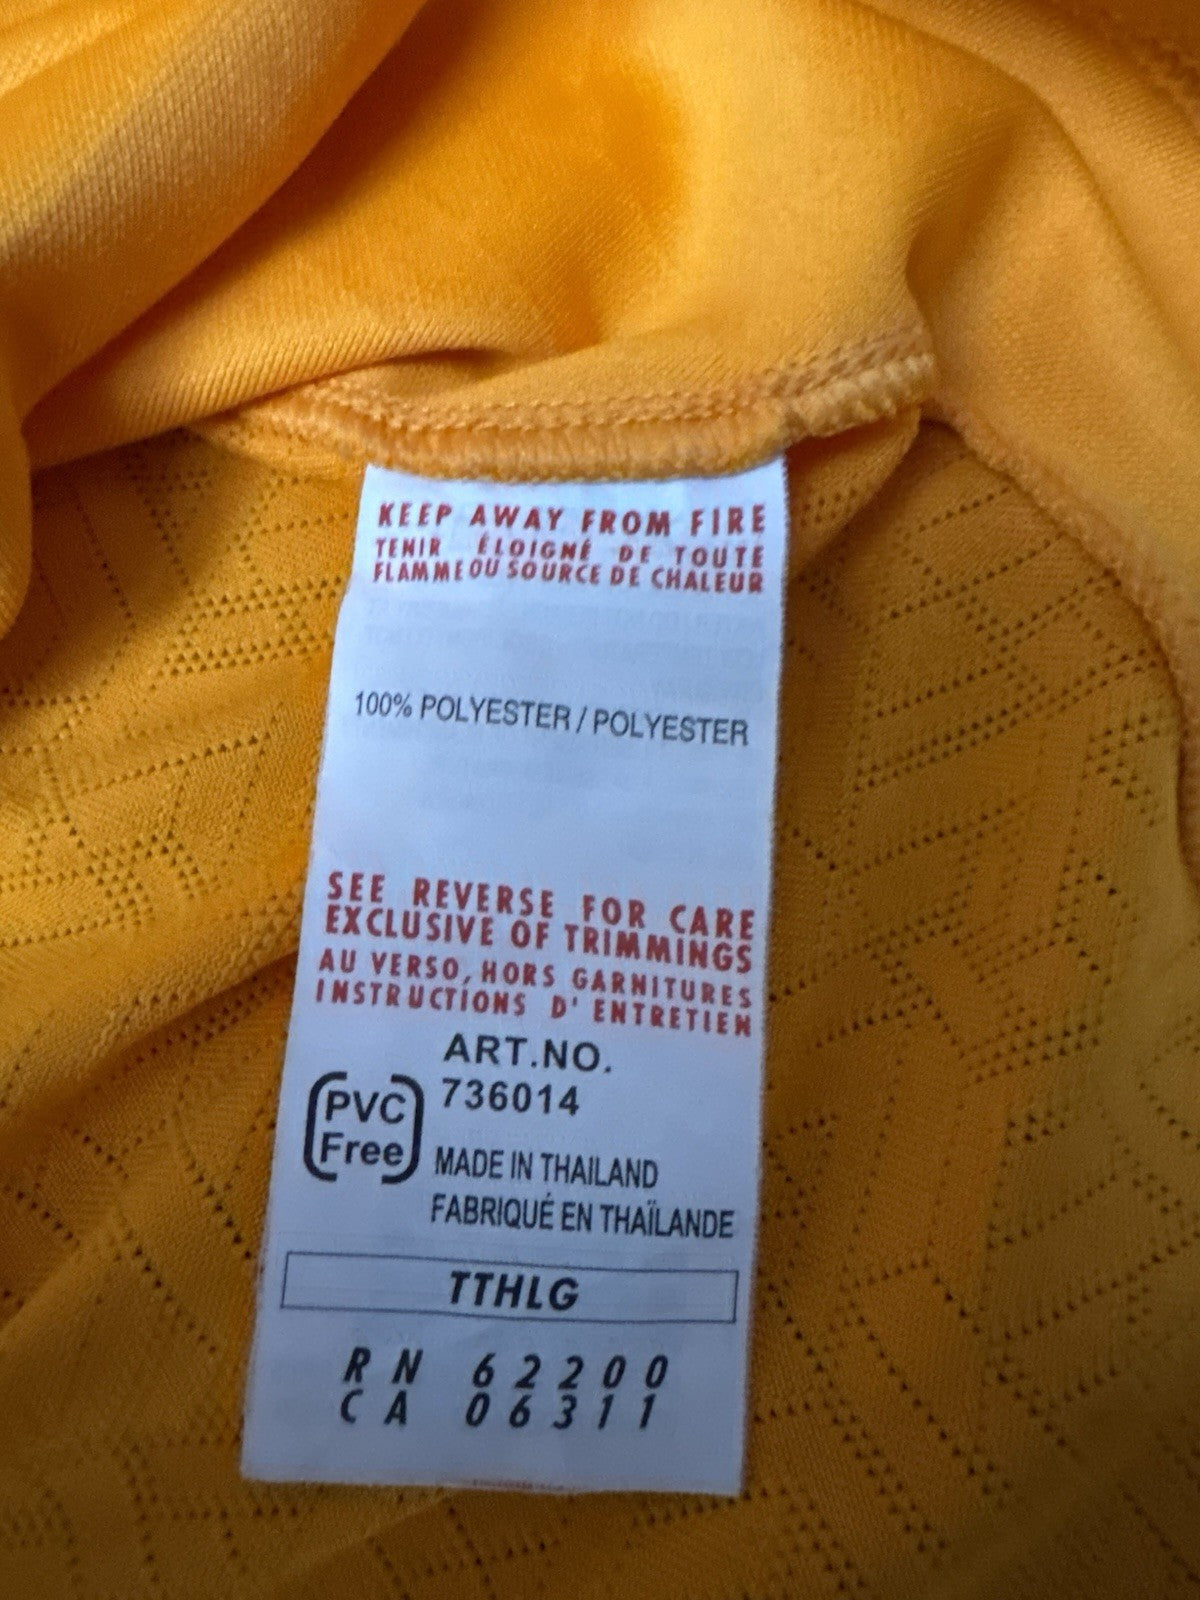 KEEP AWAY FROM FIRE
TENIR ÉLOIGNÉ DE TOUTE
FLAMME OU SOURCE DE CHALEUR
100% POLYESTER / POLYESTER
SEE REVERSE FOR CARE
EXCLUSIVE OF TRIMMINGS
AU VERSO, HORS GARNITURES
INSTRUCTIONS D' ENTRETIEN
ART.NO.
736014
PVC
Free
MADE IN THAILAND
FABRIQUÉ EN THAÏLANDE
TTHLG
RN 62200
CA 06311